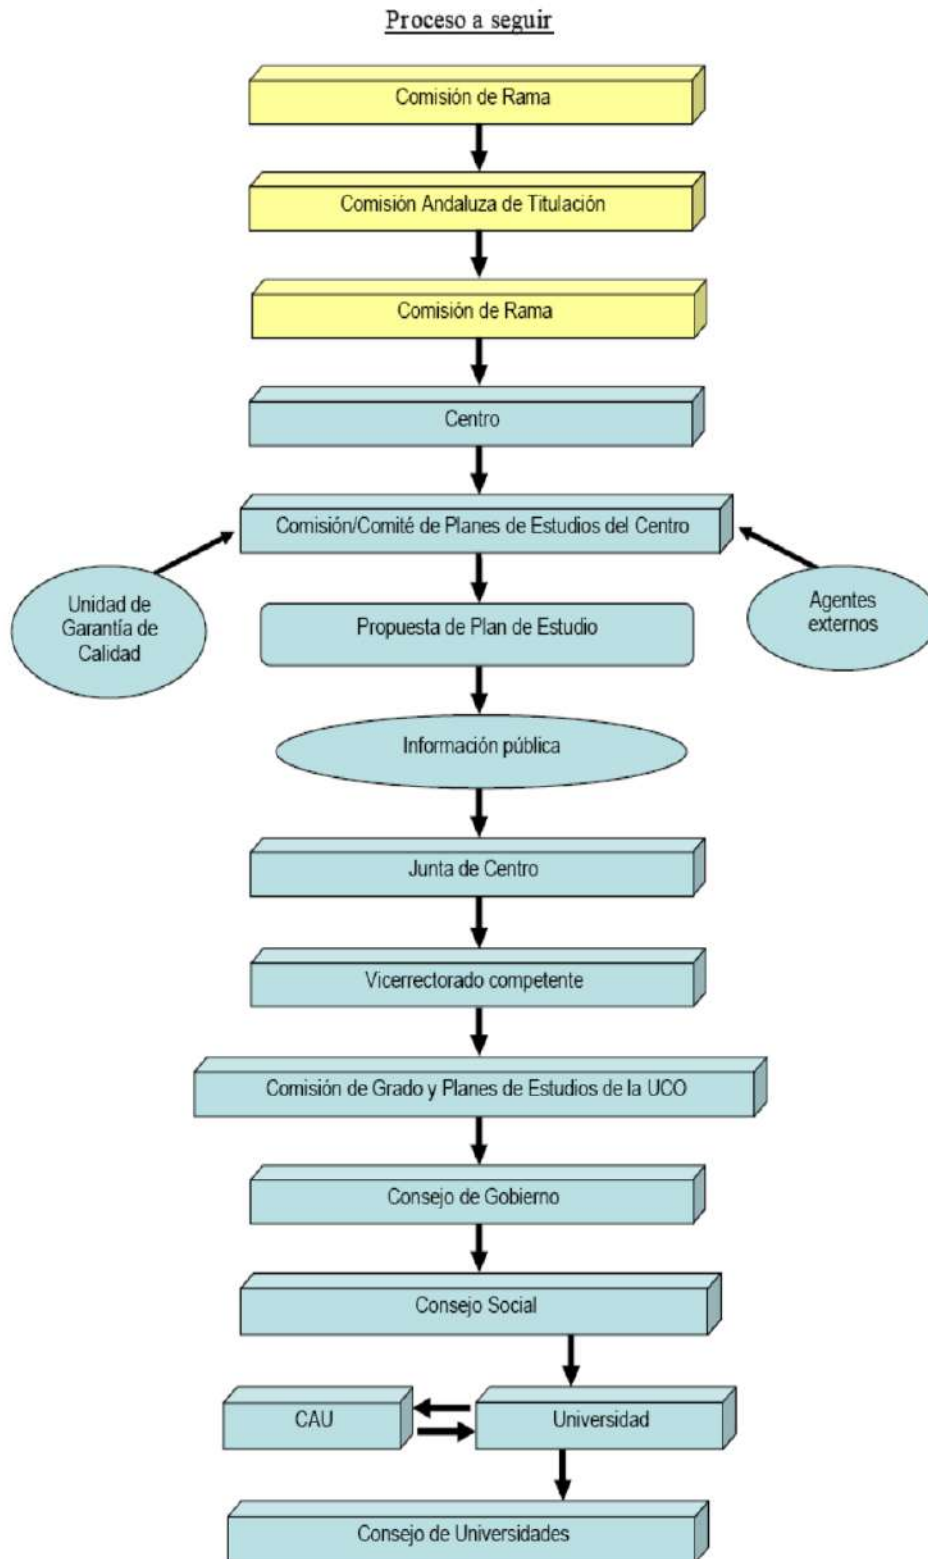 Proceso a seguir
Comisión de Rama
Comisión Andaluza de Titulación
Comisión de Rama
Centro
Comisión/Comité de Planes de Estudios del Centro
Unidad de
Garantía de
Calidad
Agentes
externos
Propuesta de Plan de Estudio
Información pública
Junta de Centro
Vicerrectorado competente
Comisión de Grado y Planes de Estudios de la UCO
Consejo de Gobierno
Consejo Social
CAU
Universidad
Consejo de Universidades